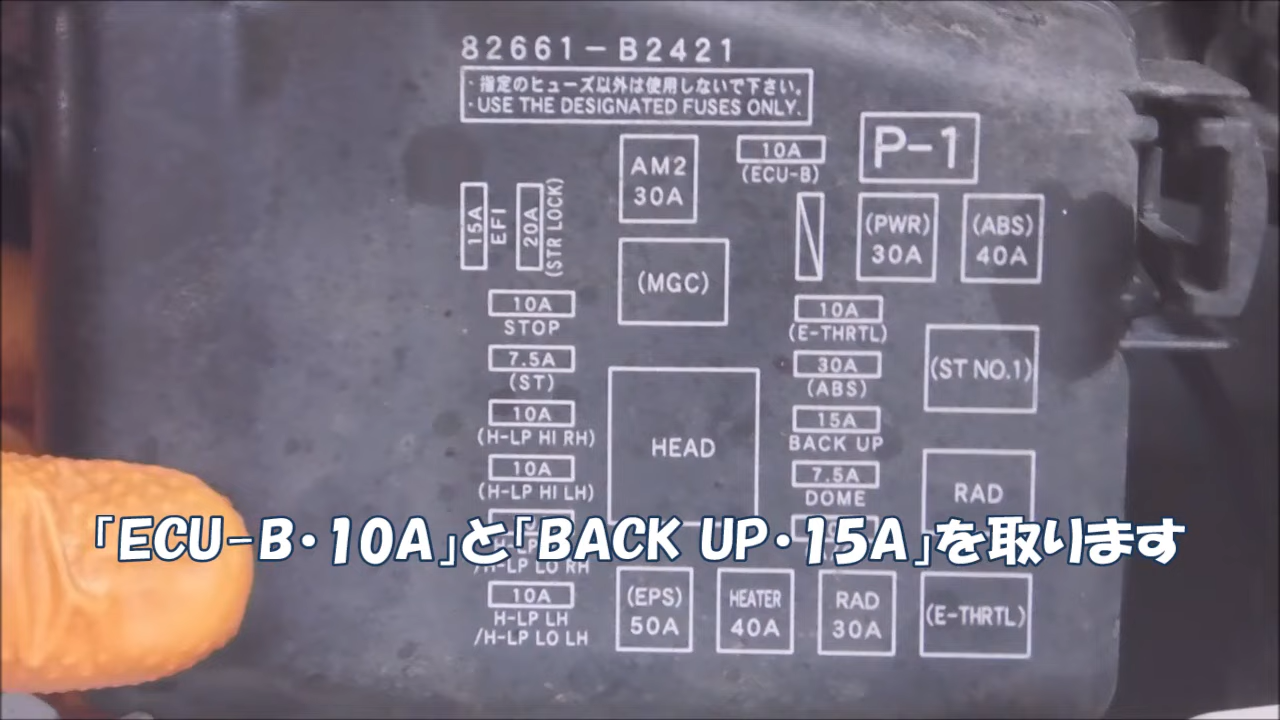 82661-B2421
・指定のヒューズ以外は使用しないで下さい。
・USE THE DESIGNATED FUSES ONLY.
P-1
AM2
30A
10A
(ECU-B)
15A
EFI
20A
(STR LOCK)
(PWR)
30A
(ABS)
40A
(MGC)
10A
STOP
10A
(E-THRTL)
7.5A
(ST)
30A
(ABS)
(ST NO.1)
10A
(H-LP HI RH)
15A
BACK UP
HEAD
10A
(H-LP HI LH)
7.5A
DOME
RAD
「ECU-B・10A」と「BACK UP・15A」を取ります
/H-LP LO RH
10A
H-LP LH
/H-LP LO LH
(EPS)
50A
HEATER
40A
RAD
30A
(E-THRTL)